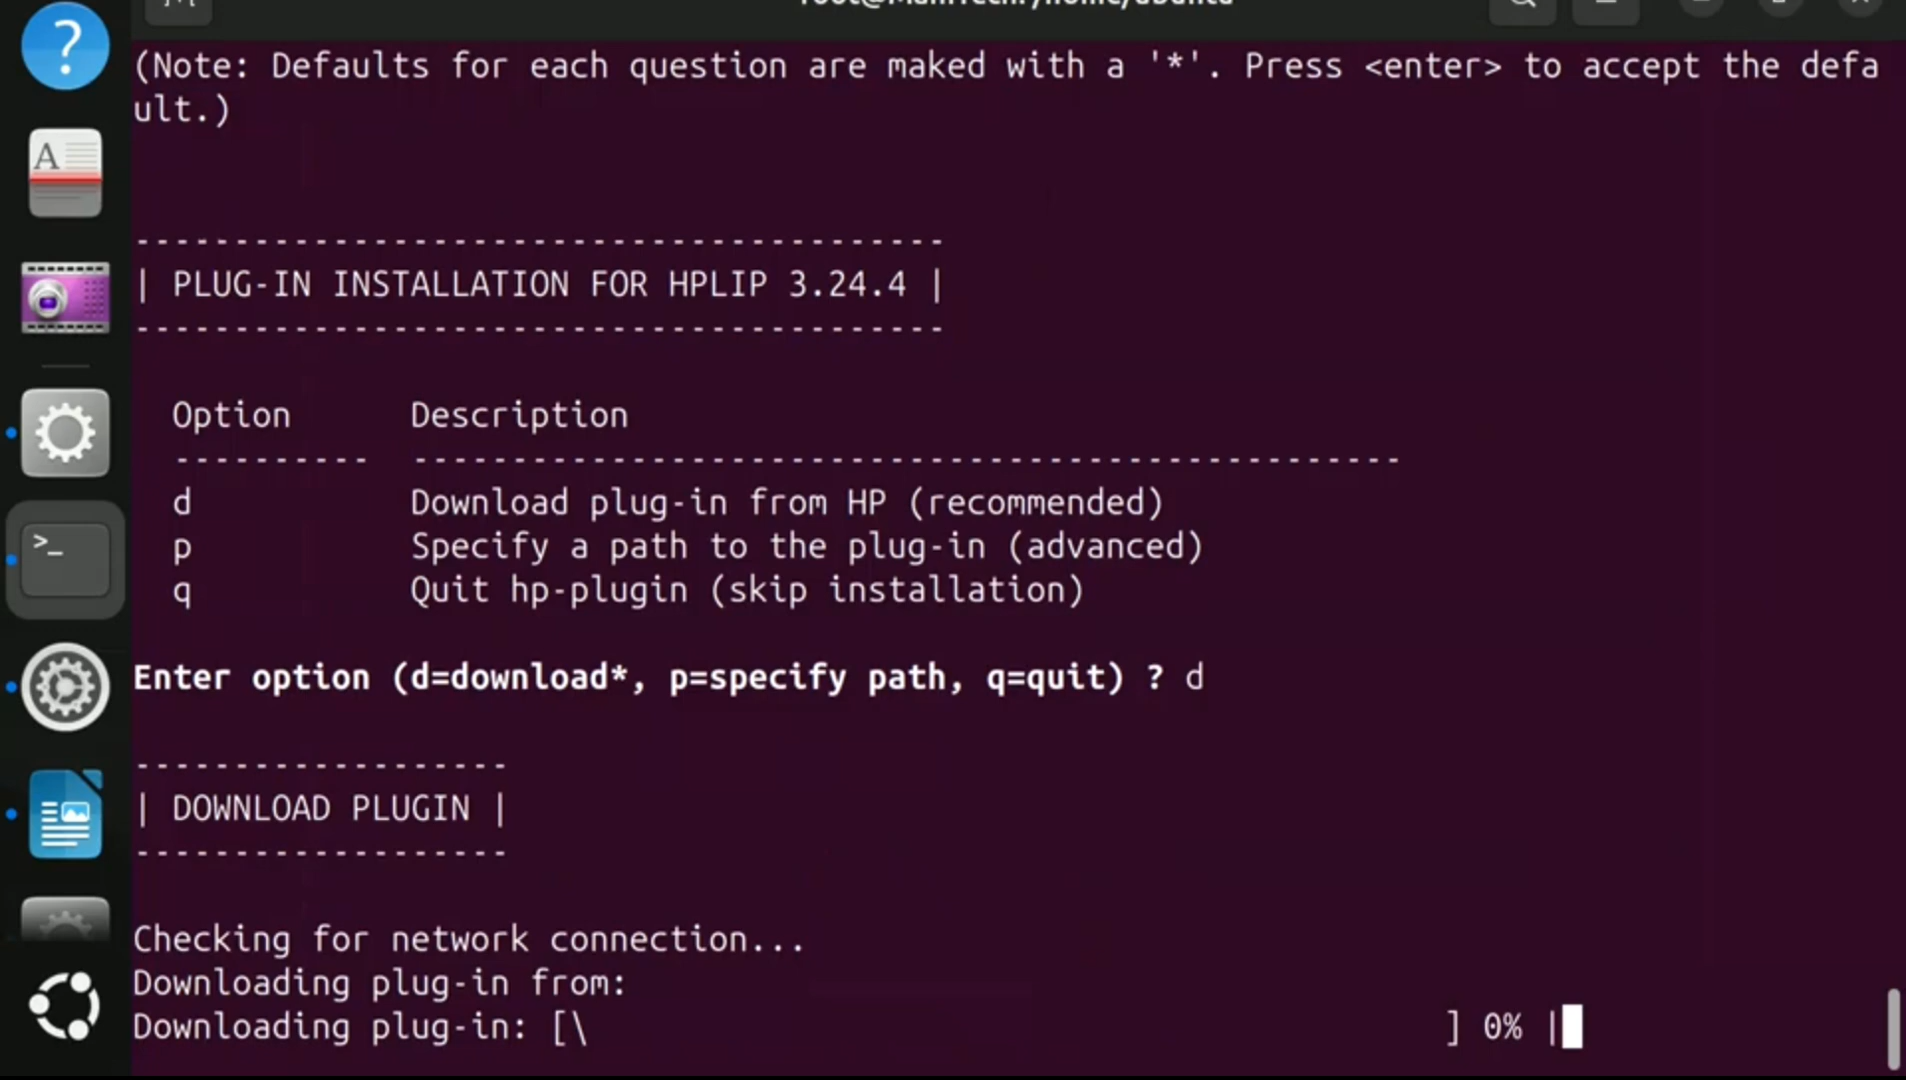 (Note: Defaults for each question are maked with a '*'. Press <enter> to accept the defa
ult.)
-----------------------------------------
| PLUG-IN INSTALLATION FOR HPLIP 3.24.4 |
-----------------------------------------
Option Description
---------- --------------------------------------------------
d Download plug-in from HP (recommended)
p Specify a path to the plug-in (advanced)
q Quit hp-plugin (skip installation)
Enter option (d=download*, p=specify path, q=quit) ? d
-------------------
| DOWNLOAD PLUGIN |
-------------------
Checking for network connection...
Downloading plug-in from:
Downloading plug-in: [\ ] 0% |